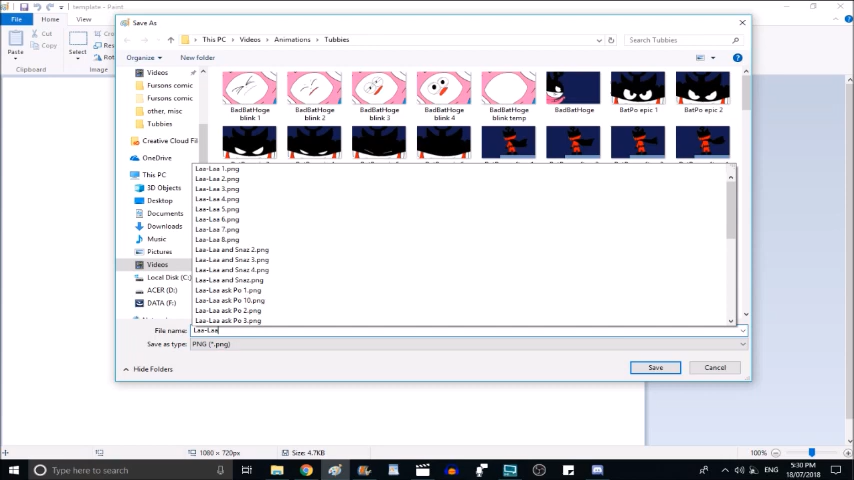 template - Paint
File
Home
View
Paste
Cut
Copy
Select
Clipboard
Image
Save As
This PC
Videos
Animations
Tubbies
Search Tubbies
Organize
New folder
Videos
Fursons comic
Fursons comic
other, misc
Tubbies
Creative Cloud Fil
OneDrive
This PC
3D Objects
Desktop
Documents
Downloads
Music
Pictures
Videos
Local Disk (C:)
ACER (D:)
DATA (F:)
BadBatHoge blink 1
BadBatHoge blink 2
BadBatHoge blink 3
BadBatHoge blink 4
BadBatHoge blink temp
BadBatHoge
BatPo epic 1
BatPo epic 2
Laa-Laa 1.png
Laa-Laa 2.png
Laa-Laa 3.png
Laa-Laa 4.png
Laa-Laa 5.png
Laa-Laa 6.png
Laa-Laa 7.png
Laa-Laa 8.png
Laa-Laa and Snaz 2.png
Laa-Laa and Snaz 3.png
Laa-Laa and Snaz 4.png
Laa-Laa and Snaz.png
Laa-Laa ask Po 1.png
Laa-Laa ask Po 10.png
Laa-Laa ask Po 2.png
Laa-Laa ask Po 3.png
File name: Laa-Laa
Save as type: PNG (*.png)
Hide Folders
Save
Cancel
1080 × 720px
Size: 4.7KB
100%
Type here to search
ENG
5:30 PM
18/07/2018